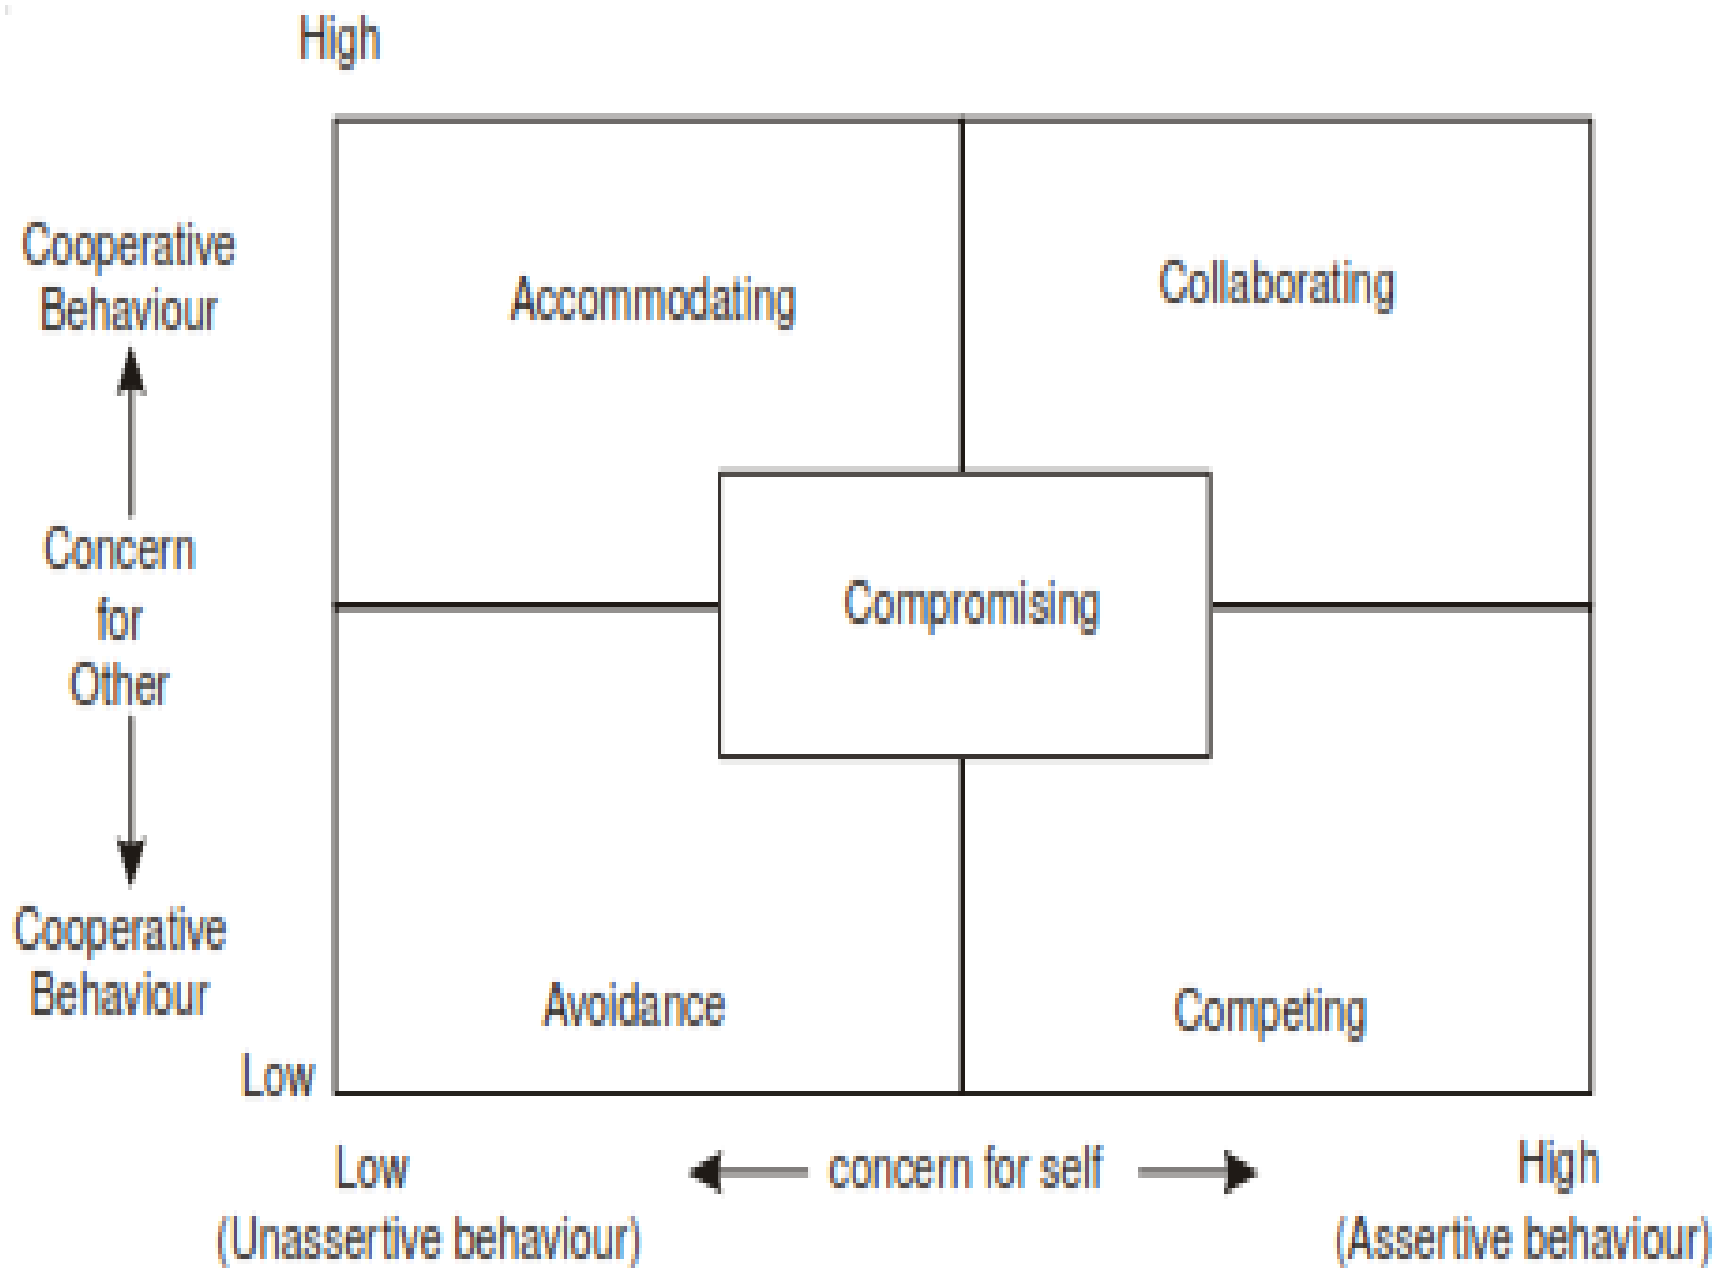 High
Cooperative
Behaviour
Accommodating
Collaborating
Concern
for
Other
Compromising
Cooperative
Behaviour
Avoidance
Competing
Low
Low
concern for self
High
(Unassertive behaviour)
(Assertive behaviour)